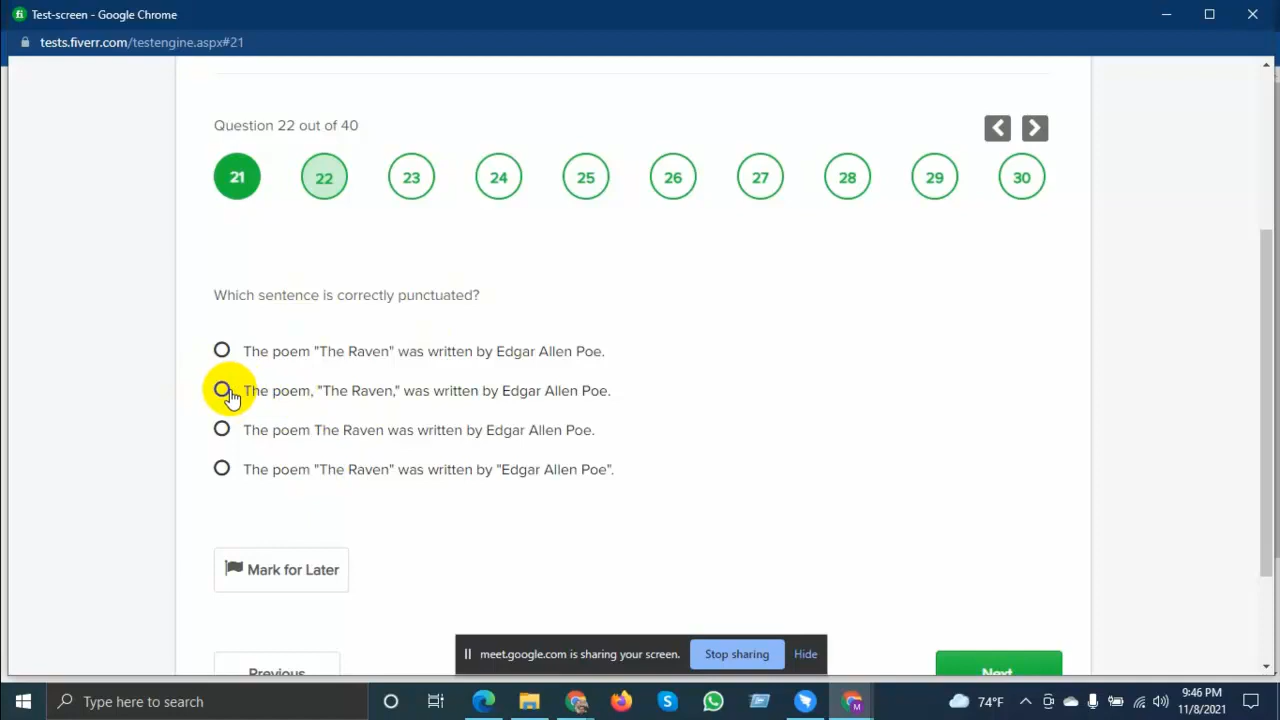 Test-screen - Google Chrome
tests.fiverr.com/testengine.aspx#21
Question 22 out of 40
21 22 23 24 25 26 27 28 29 30
Which sentence is correctly punctuated?
The poem "The Raven" was written by Edgar Allen Poe.
The poem, "The Raven," was written by Edgar Allen Poe.
The poem The Raven was written by Edgar Allen Poe.
The poem "The Raven" was written by "Edgar Allen Poe".
Mark for Later
meet.google.com is sharing your screen. Stop sharing Hide
Previous Next
Type here to search
74°F
9:46 PM
11/8/2021